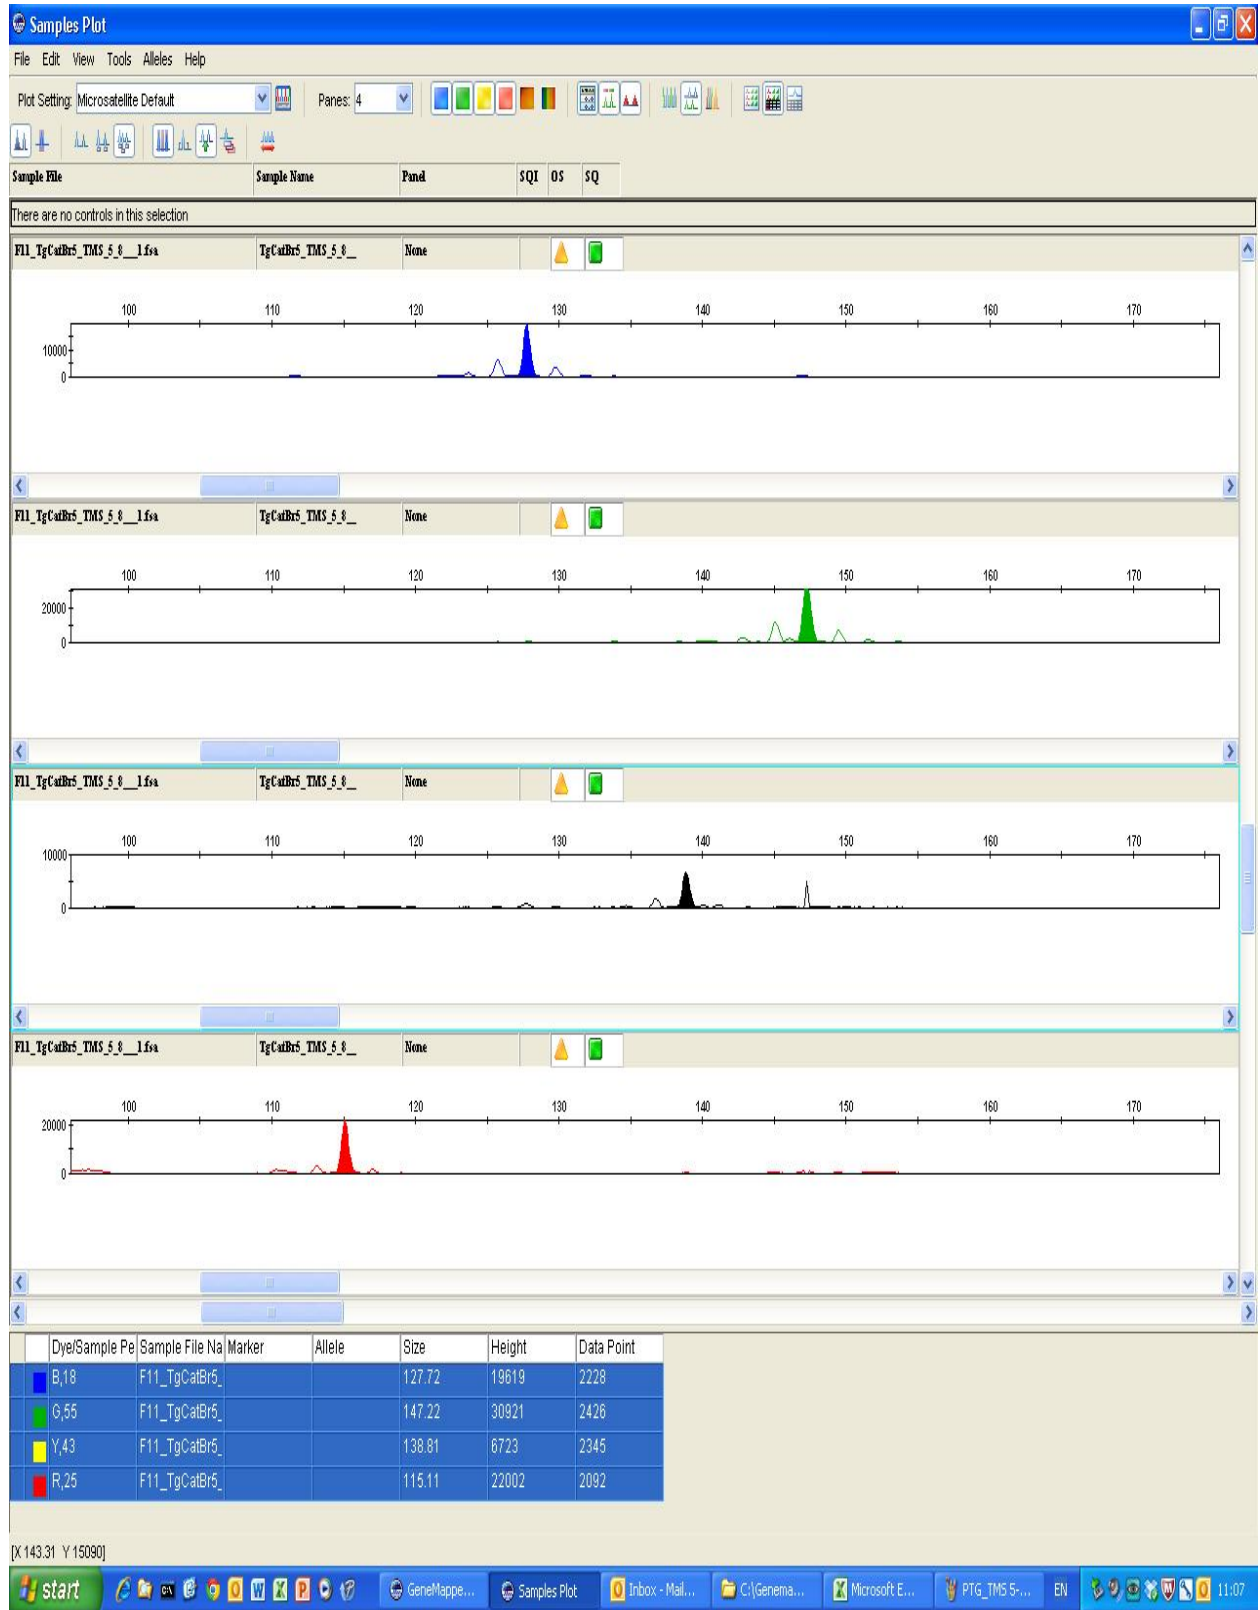 Samples Plot
File Edit View Tools Alleles Help
Plot Setting: Microsatellite Default Panes: 4
Sample File Sample Name Panel SQI OS SQ
There are no controls in this selection
F11_TgCatBr5_TMS_5_8__1.fsa TgCatBr5_TMS_5_8__ None
100 110 120 130 140 150 160 170
10000
0
F11_TgCatBr5_TMS_5_8__1.fsa TgCatBr5_TMS_5_8__ None
100 110 120 130 140 150 160 170
20000
0
F11_TgCatBr5_TMS_5_8__1.fsa TgCatBr5_TMS_5_8__ None
100 110 120 130 140 150 160 170
10000
0
F11_TgCatBr5_TMS_5_8__1.fsa TgCatBr5_TMS_5_8__ None
100 110 120 130 140 150 160 170
20000
0
Dye/Sample Pe Sample File Na Marker Allele Size Height Data Point
B,18 F11_TgCatBr5_ 127.72 19619 2228
G,55 F11_TgCatBr5_ 147.22 30921 2426
Y,43 F11_TgCatBr5_ 138.81 6723 2345
R,25 F11_TgCatBr5_ 115.11 22002 2092
[X 143.31 Y 15090]
start GeneMappe... Samples Plot Inbox - Mail... C:\Genema... Microsoft E... PTG_TMS 5-... EN 11:07